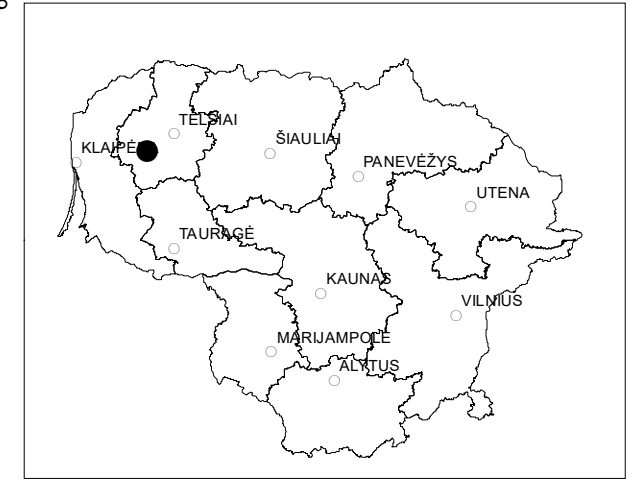 TELŠIAI
KLAIPĖ
ŠIAULIAI
PANEVĖŽYS
UTENA
TAURAGĖ
KAUNAS
VILNIUS
MARIJAMPOLĖ
ALYTUS